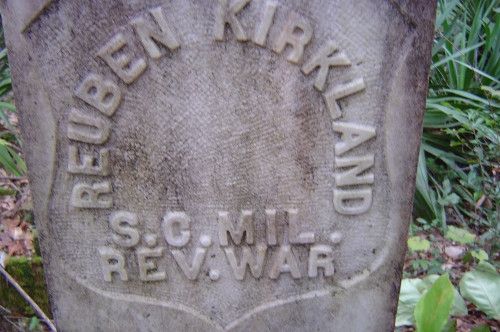 REUBEN KIRKLAND
S.C. MIL.
REV. WAR